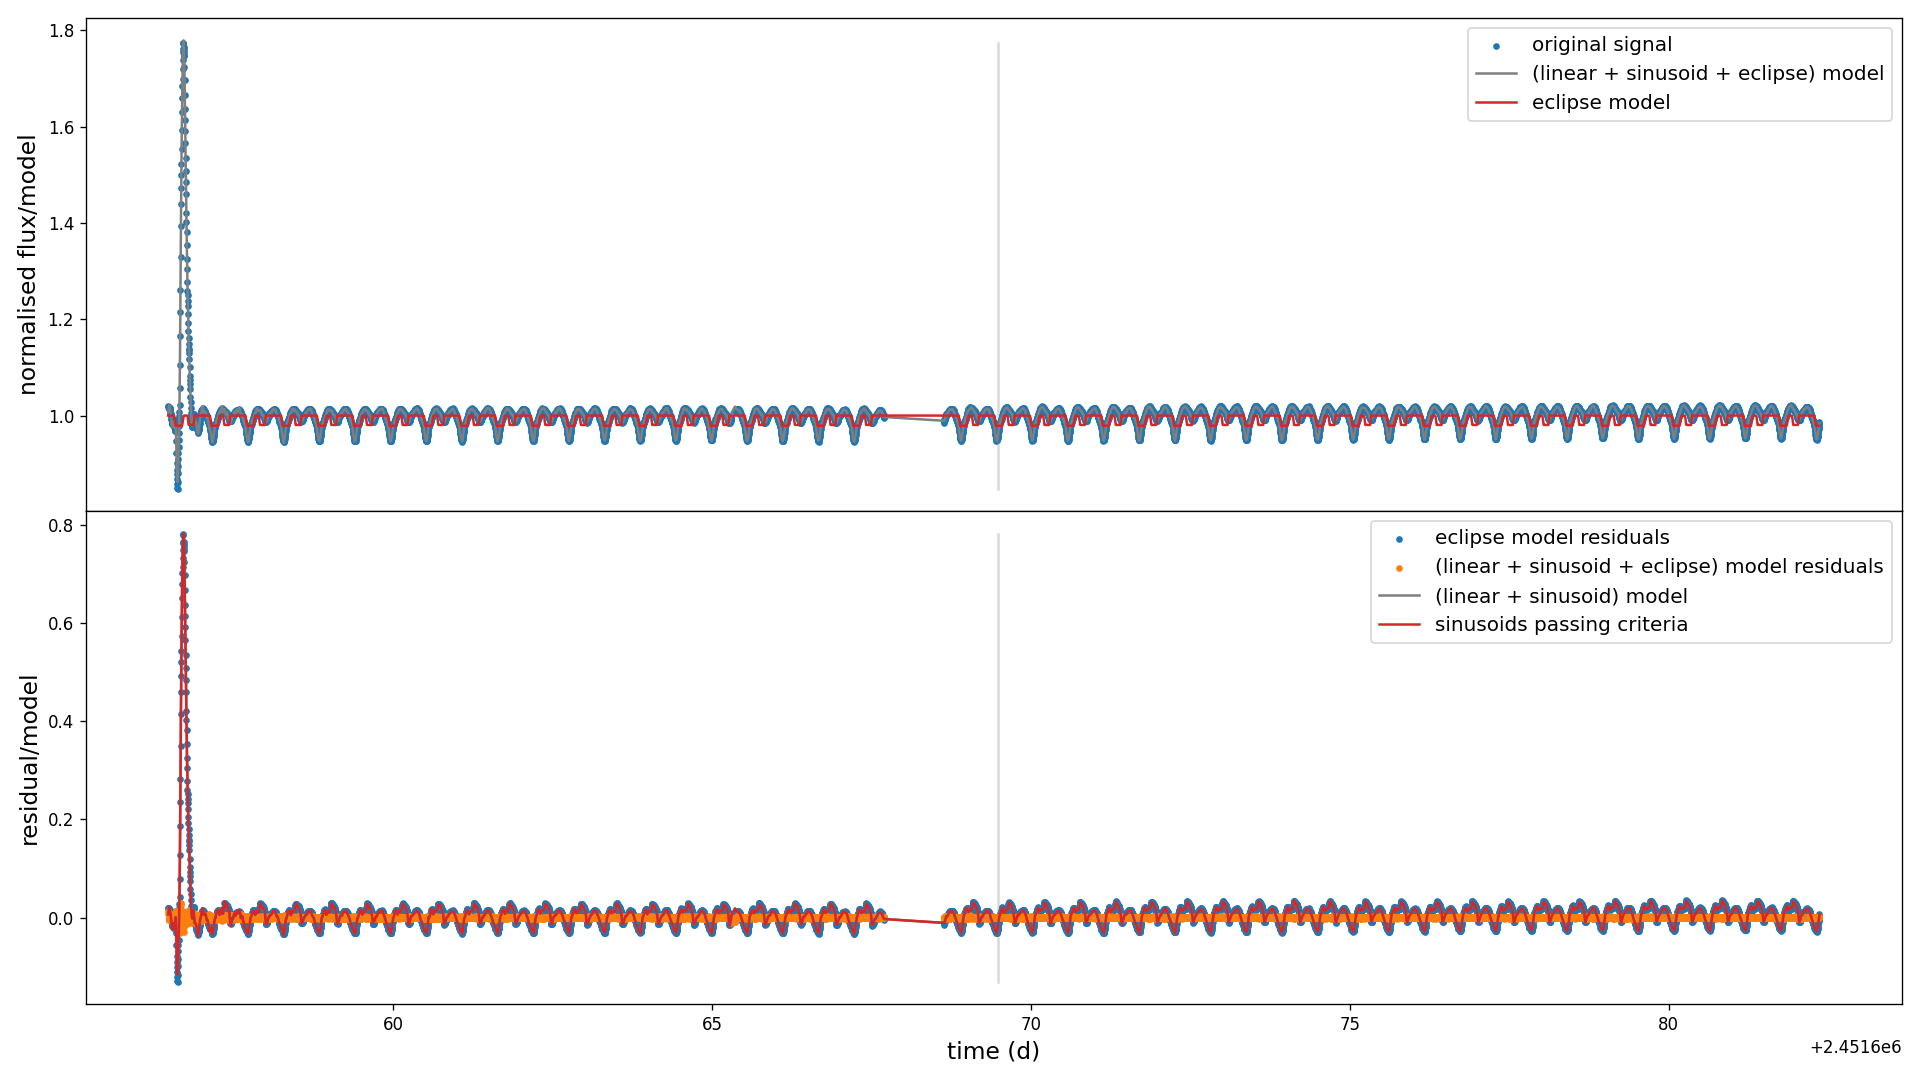 normalised flux/model
1.8
1.6
1.4
1.2
1.0
original signal
(linear + sinusoid + eclipse) model
eclipse model
residual/model
0.8
0.6
0.4
0.2
0.0
eclipse model residuals
(linear + sinusoid + eclipse) model residuals
(linear + sinusoid) model
sinusoids passing criteria
60 65 70 75 80
time (d)
+2.4516e6